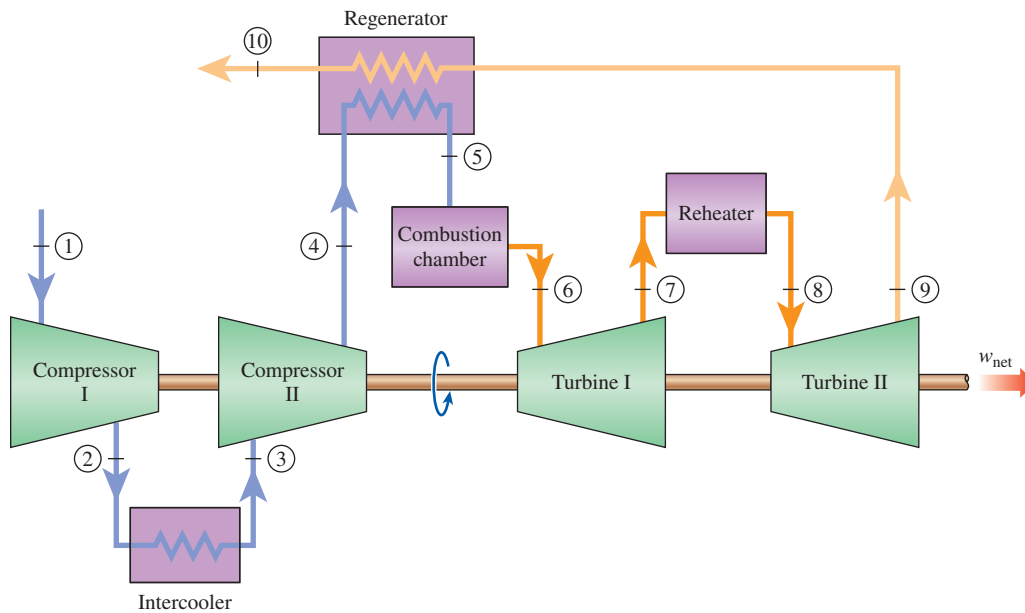 Regenerator
10
5
1
4
Combustion
chamber
6
7
Reheater
8
9
Compressor
I
Compressor
II
Turbine I
Turbine II
w_net
2
3
Intercooler